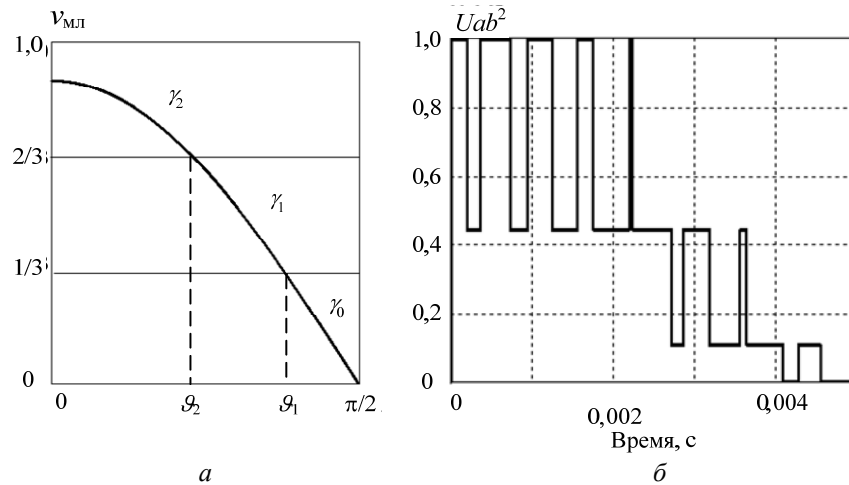 νмл
1,0
γ₂
2/3
γ₁
1/3
γ₀
0
0
ϑ₂
ϑ₁
π/2
а
Uab²
1,0
0,8
0,6
0,4
0,2
0
0
0,002
0,004
Время, с
б